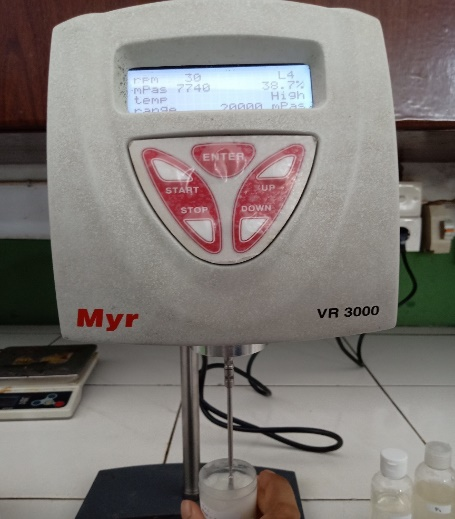 rpm 30 L4
mPas 7740 38.7%
temp High
range 20000 mPas
ENTER
START UP
STOP DOWN
Myr VR 3000